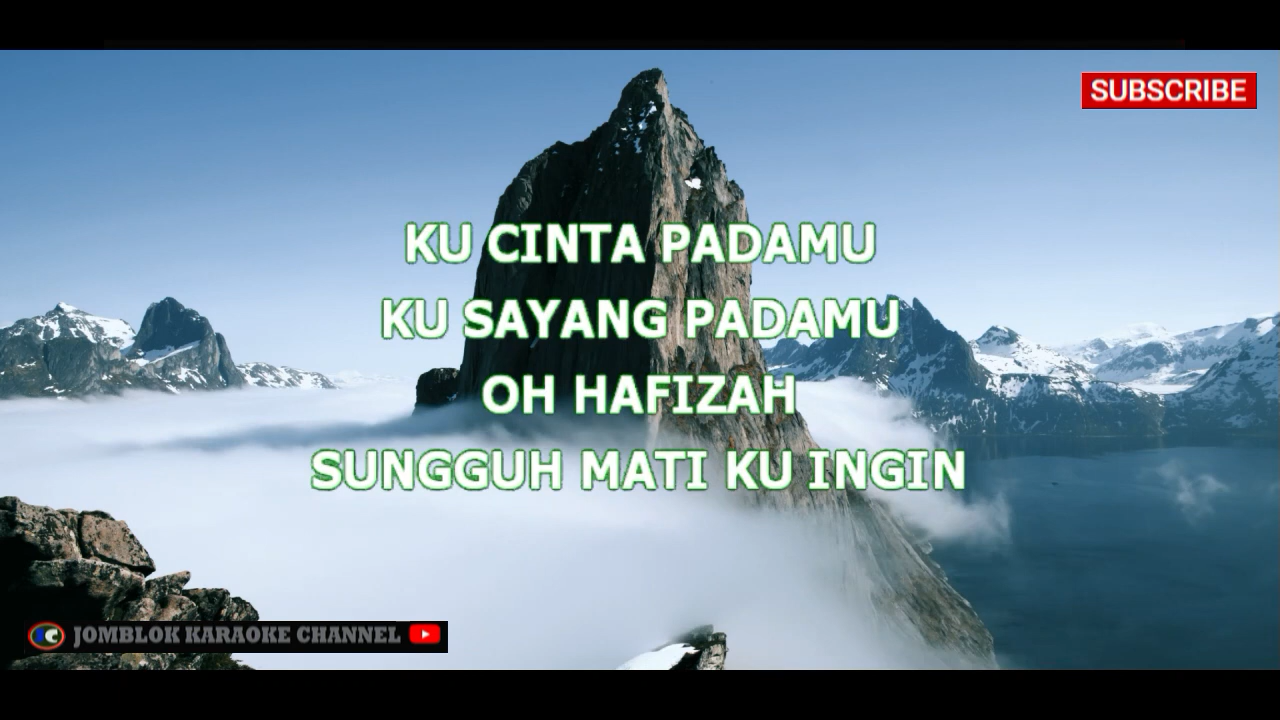 SUBSCRIBE
KU CINTA PADAMU
KU SAYANG PADAMU
OH HAFIZAH
SUNGGUH MATI KU INGIN
JOMBLOK KARAOKE CHANNEL